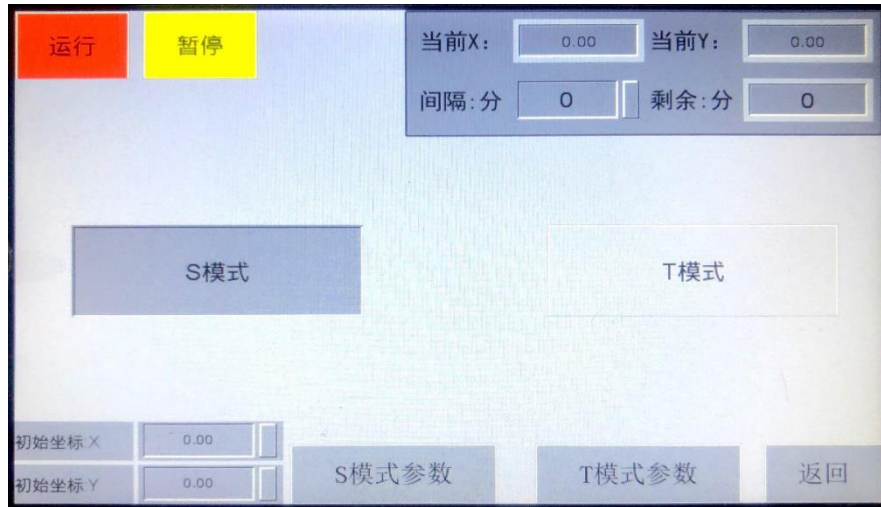 运行 暂停 当前X: 0.00 当前Y: 0.00
间隔:分 0 剩余:分 0
S模式 T模式
初始坐标:X 0.00
初始坐标:Y 0.00 S模式参数 T模式参数 返回